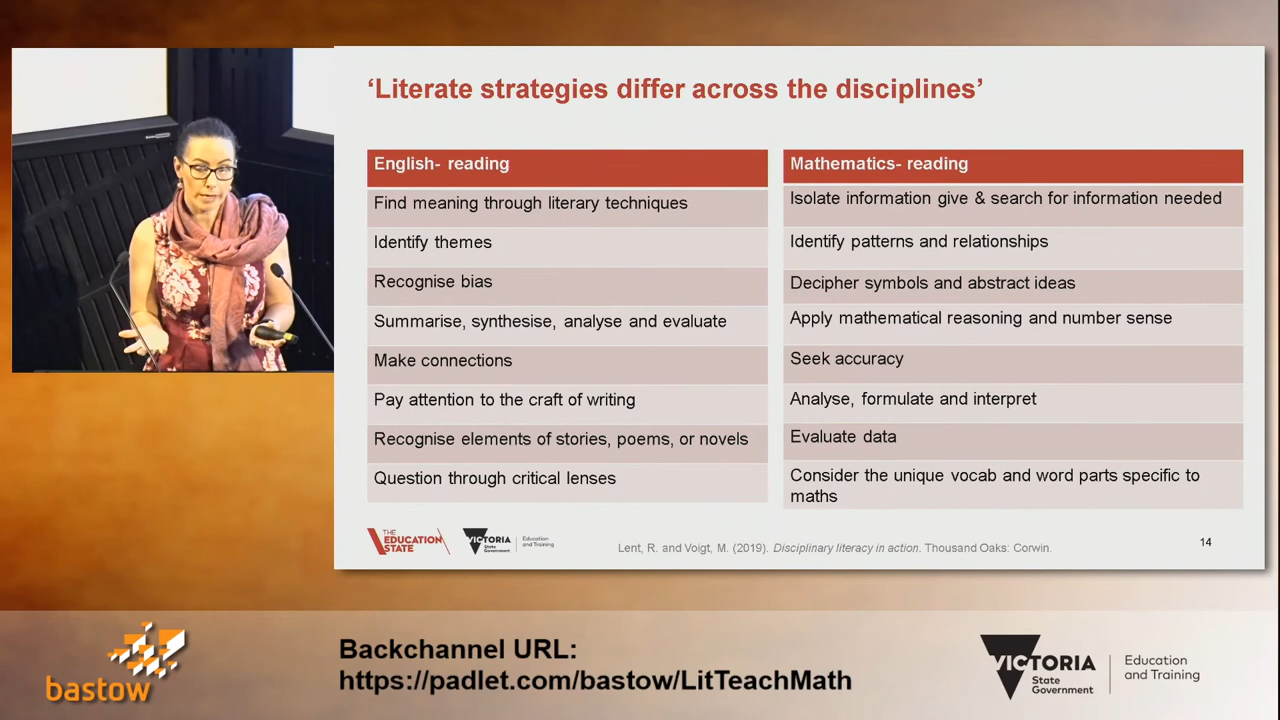 ‘Literate strategies differ across the disciplines’
English- reading
Find meaning through literary techniques
Identify themes
Recognise bias
Summarise, synthesise, analyse and evaluate
Make connections
Pay attention to the craft of writing
Recognise elements of stories, poems, or novels
Question through critical lenses
Mathematics- reading
Isolate information give & search for information needed
Identify patterns and relationships
Decipher symbols and abstract ideas
Apply mathematical reasoning and number sense
Seek accuracy
Analyse, formulate and interpret
Evaluate data
Consider the unique vocab and word parts specific to
maths
THE
EDUCATION
STATE
VICTORIA
State
Government
Education
and Training
Lent, R. and Voigt, M. (2019). Disciplinary literacy in action. Thousand Oaks: Corwin.
14
bastow
Backchannel URL:
https://padlet.com/bastow/LitTeachMath
VICTORIA
State
Government
Education
and Training